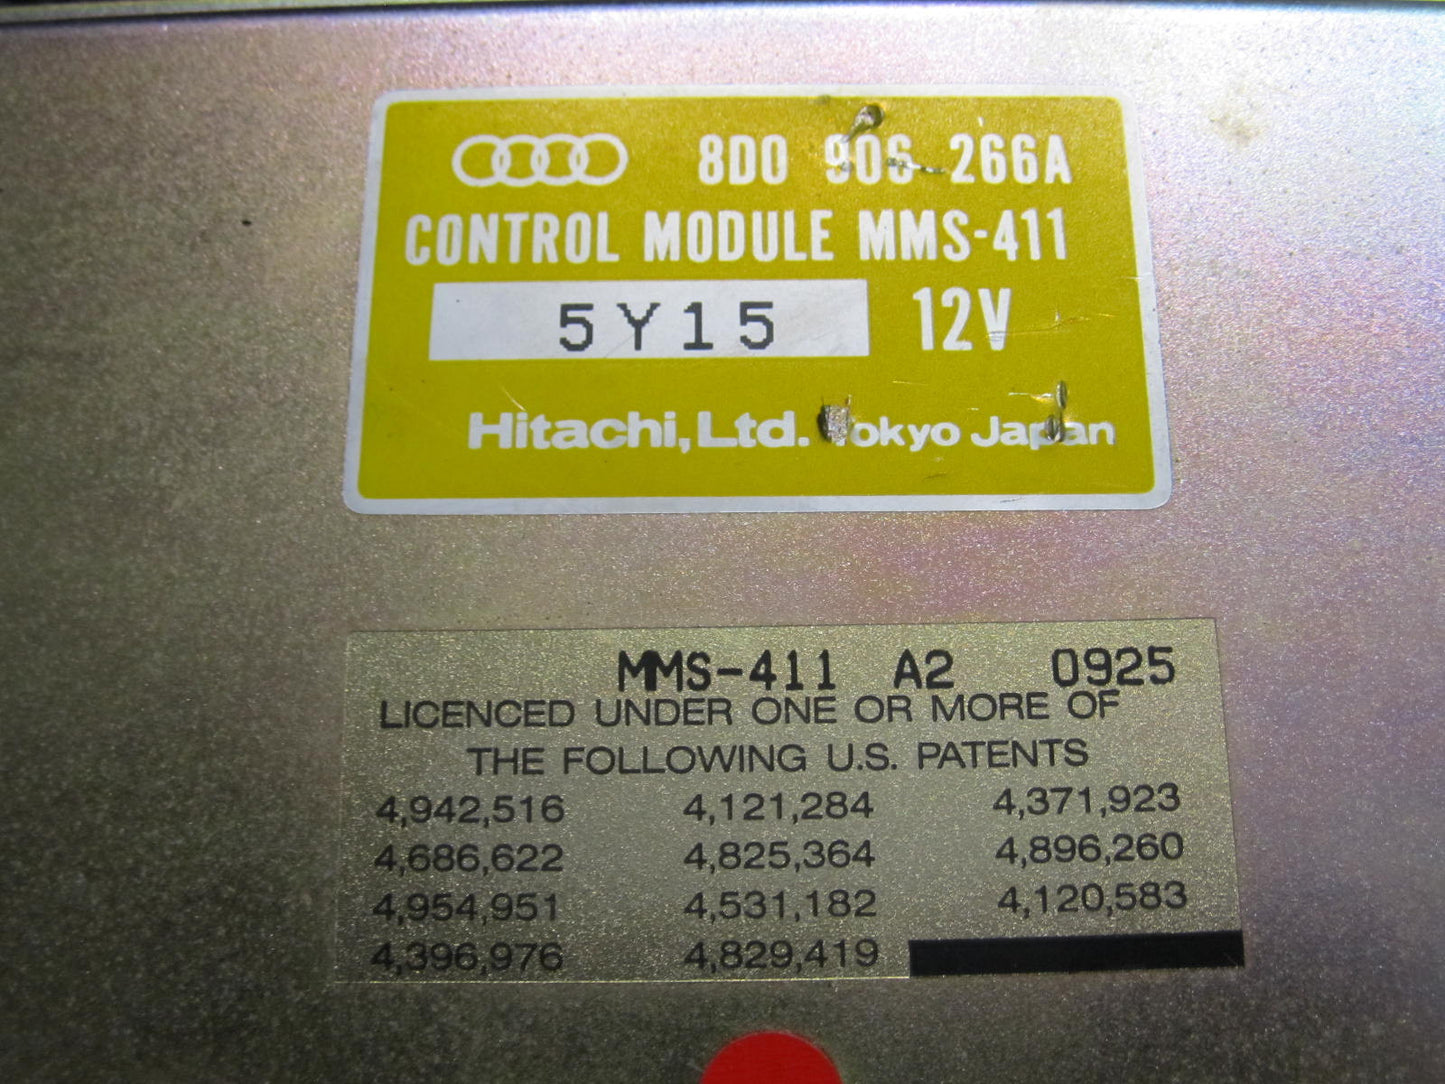 8D0 906 266A
CONTROL MODULE MMS-411
5Y15 12V
Hitachi, Ltd. Tokyo Japan
MMS-411 A2 0925
LICENCED UNDER ONE OR MORE OF
THE FOLLOWING U.S. PATENTS
4,942,516 4,121,284 4,371,923
4,686,622 4,825,364 4,896,260
4,954,951 4,531,182 4,120,583
4,396,976 4,829,419